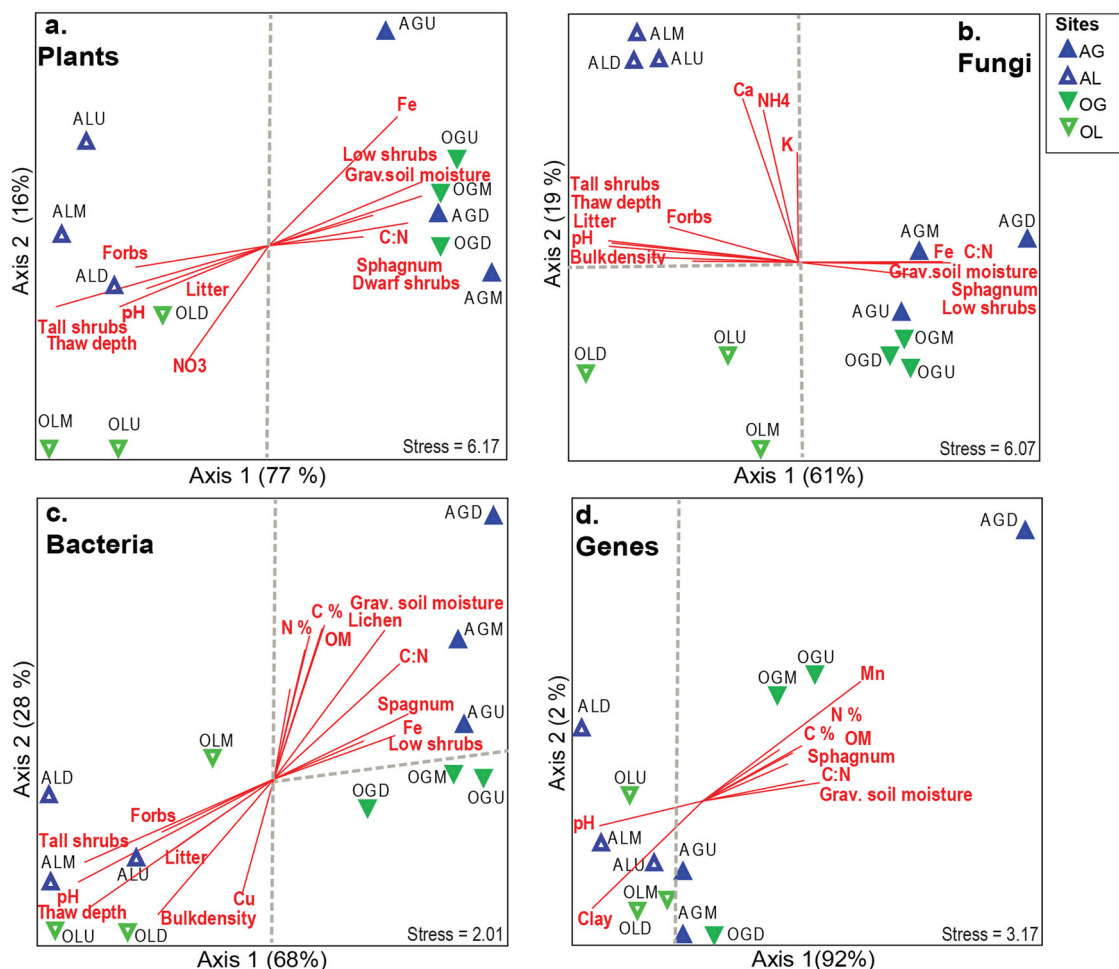 a.
Plants
AGU
Fe
ALU
OGU
Low shrubs
Grav.soil moisture
OGM
ALM
AGD
C:N
OGD
Forbs
ALD
Litter
Sphagnum
Dwarf shrubs
AGM
pH
OLD
Tall shrubs
Thaw depth
NO3
OLM
OLU
Stress = 6.17
Axis 2 (16%)
Axis 1 (77 %)
b.
Fungi
ALM
ALD
ALU
Ca
NH4
K
Tall shrubs
Thaw depth
Litter
Forbs
pH
Bulkdensity
AGM
AGD
Fe
C:N
Grav.soil moisture
Sphagnum
Low shrubs
AGU
OGM
OGD
OGU
OLD
OLU
OLM
Stress = 6.07
Axis 2 (19 %)
Axis 1 (61%)
Sites
AG
AL
OG
OL
c.
Bacteria
AGD
Grav. soil moisture
C %
Lichen
N %
OM
AGM
C:N
Spagnum
AGU
Fe
Low shrubs
OLM
OGM
OGU
OGD
ALD
Forbs
Tall shrubs
Litter
ALM
ALU
pH
Thaw depth
Cu
Bulkdensity
OLU
OLD
Stress = 2.01
Axis 2 (28 %)
Axis 1 (68%)
d.
Genes
AGD
OGU
OGM
Mn
ALD
N %
C %
OM
Sphagnum
C:N
Grav. soil moisture
OLU
pH
ALM
ALU
AGU
OLM
Clay
OLD
AGM
OGD
Stress = 3.17
Axis 2 (2 %)
Axis 1(92%)